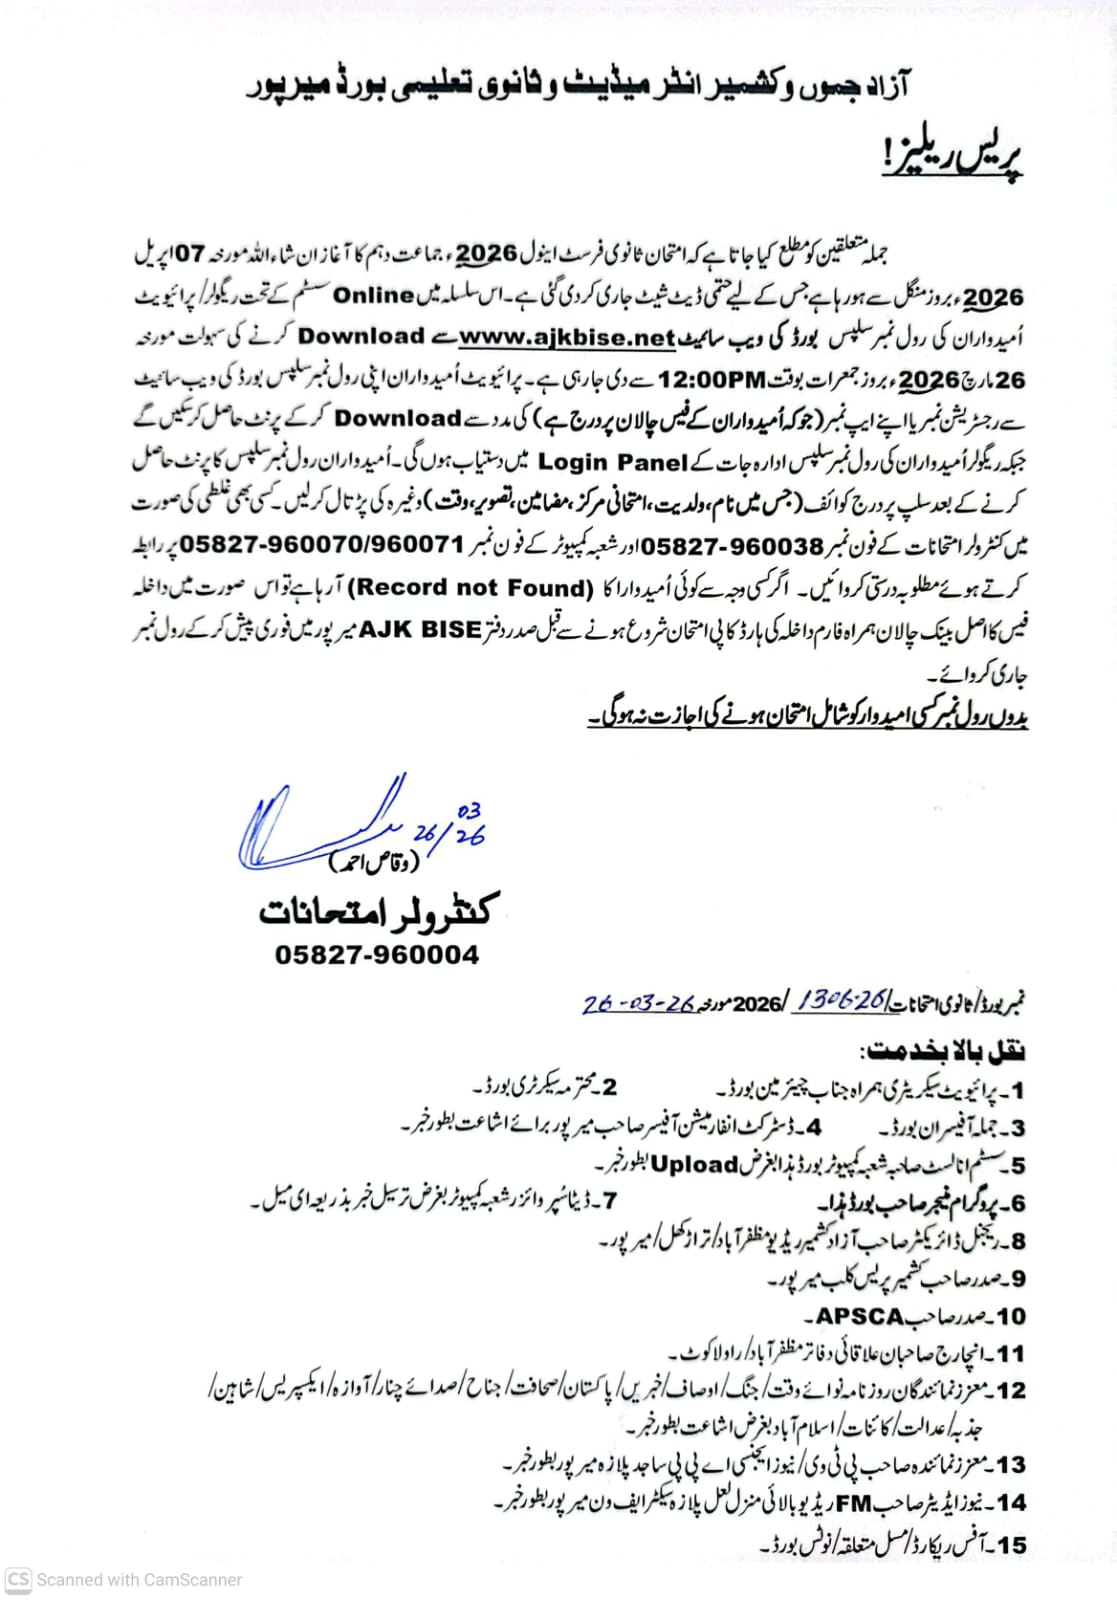 آزاد جموں و کشمیر انٹرمیڈیٹ و ثانوی تعلیمی بورڈ میرپور
پریس ریلیز!
جملہ متعلقین کو مطلع کیا جاتا ہے کہ امتحان ثانوی فرسٹ اینول 2026ء جماعت دہم کا آغاز ان شاءاللہ مورخہ 07 اپریل
2026ء بروز منگل سے ہو رہا ہے جس کے لیے حتمی ڈیٹ شیٹ جاری کر دی گئی ہے۔ اس سلسلہ میں Online سسٹم کے تحت ریگولر/پرائیویٹ
اُمیدواران کی رول نمبر سلپس بورڈ کی ویب سائیٹ www.ajkbise.net سے Download کرنے کی سہولت مورخہ
26 مارچ 2026ء بروز جمعرات بوقت 12:00PM سے دی جا رہی ہے۔ پرائیویٹ اُمیدواران اپنی رول نمبر سلپس بورڈ کی ویب سائیٹ
سے رجسٹریشن نمبر یا اپنے ایپ نمبر (جو کہ اُمیدواران کے فیس چالان پر درج ہے) کی مدد سے Download کر کے پرنٹ حاصل کر سکیں گے
جبکہ ریگولر اُمیدواران کی رول نمبر سلپس ادارہ جات کے Login Panel میں دستیاب ہوں گی۔ اُمیدواران رول نمبر سلپس کا پرنٹ حاصل
کرنے کے بعد سلپ پر درج کوائف (جس میں نام، ولدیت، امتحانی مرکز، مضامین، تصویر، وقت) وغیرہ کی پڑتال کر لیں۔ کسی بھی غلطی کی صورت
میں کنٹرولر امتحانات کے فون نمبر 05827-960038 اور شعبہ کمپیوٹر کے فون نمبر 05827-960070/960071 پر رابطہ
کرتے ہوئے مطلوبہ درستی کروائیں۔ اگر کسی وجہ سے کوئی اُمیدوار کا (Record not Found) آ رہا ہے تو اس صورت میں داخلہ
فیس کا اصل بینک چالان ہمراہ فارم داخلہ کی ہارڈ کاپی امتحان شروع ہونے سے قبل صدر دفتر AJK BISE میرپور میں فوری پیش کر کے رول نمبر
جاری کروائے۔
بدوں رول نمبر کسی امیدوار کو شامل امتحان ہونے کی اجازت نہ ہو گی۔
26/03/26
(وقاص احمد)
کنٹرولر امتحانات
05827-960004
نمبر بورڈ/ثانوی امتحانات/1306-26/2026 مورخہ 26-03-26
نقل بالا بخدمت:
1۔ پرائیویٹ سیکریٹری ہمراہ جناب چیئرمین بورڈ۔ 2۔ محترمہ سیکرٹری بورڈ۔
3۔ جملہ آفیسران بورڈ۔ 4۔ ڈسٹرکٹ انفارمیشن آفیسر صاحب میرپور برائے اشاعت بطور خبر۔
5۔ سسٹم انالسٹ صاحبہ شعبہ کمپیوٹر بورڈ ہذا بغرض Upload بطور خبر۔
6۔ پروگرام منیجر صاحب بورڈ ہذا۔ 7۔ ڈیٹا سپروائزر شعبہ کمپیوٹر بغرض ترسیل خبر بذریعہ ای میل۔
8۔ ریجنل ڈائریکٹر صاحب آزاد کشمیر ریڈیو مظفرآباد/تراڑکھل/میرپور۔
9۔ صدر صاحب کشمیر پریس کلب میرپور۔
10۔ صدر صاحب APSCA۔
11۔ انچارج صاحبان علاقائی دفاتر مظفرآباد/راولاکوٹ۔
12۔ معزز نمائندگان روزنامہ نوائے وقت/جنگ/اوصاف/خبریں/پاکستان/صحافت/جناح/صدائے چنار/آوازہ/ایکسپریس/شاہین/
جذبہ/عدالت/کائنات/اسلام آباد بغرض اشاعت بطور خبر۔
13۔ معزز نمائندہ صاحب پی ٹی وی/نیوز ایجنسی اے پی پی ساجد پلازہ میرپور بطور خبر۔
14۔ نیوز ایڈیٹر صاحب FM ریڈیو بالائی منزل لعل پلازہ سیکٹر ایف ون میرپور بطور خبر۔
15۔ آفس ریکارڈ/مسل متعلقہ/نوٹس بورڈ۔
CS Scanned with CamScanner